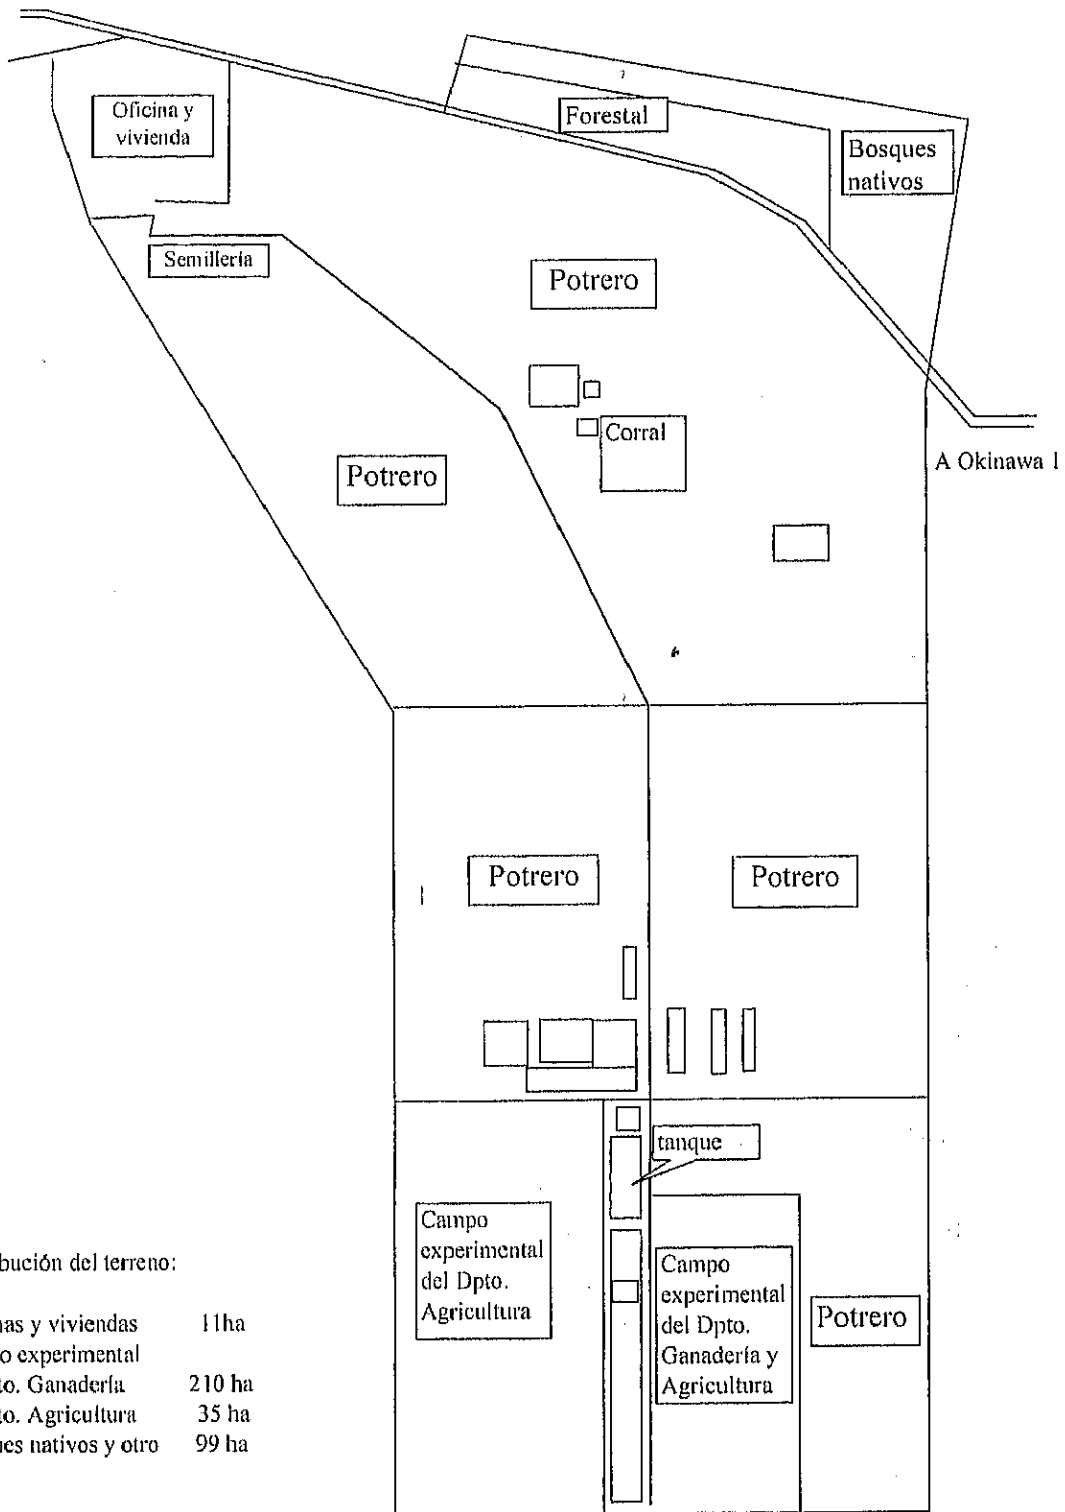 Oficina y
vivienda
Forestal
Bosques
nativos
Semillería
Potrero
Corral
Potrero
A Okinawa 1
Potrero
Potrero
tanque
Campo
experimental
del Dpto.
Agricultura
Campo
experimental
del Dpto.
Ganadería y
Agricultura
Potrero
bución del terreno:
nas y viviendas 11ha
o experimental
to. Ganadería 210 ha
to. Agricultura 35 ha
ues nativos y otro 99 ha